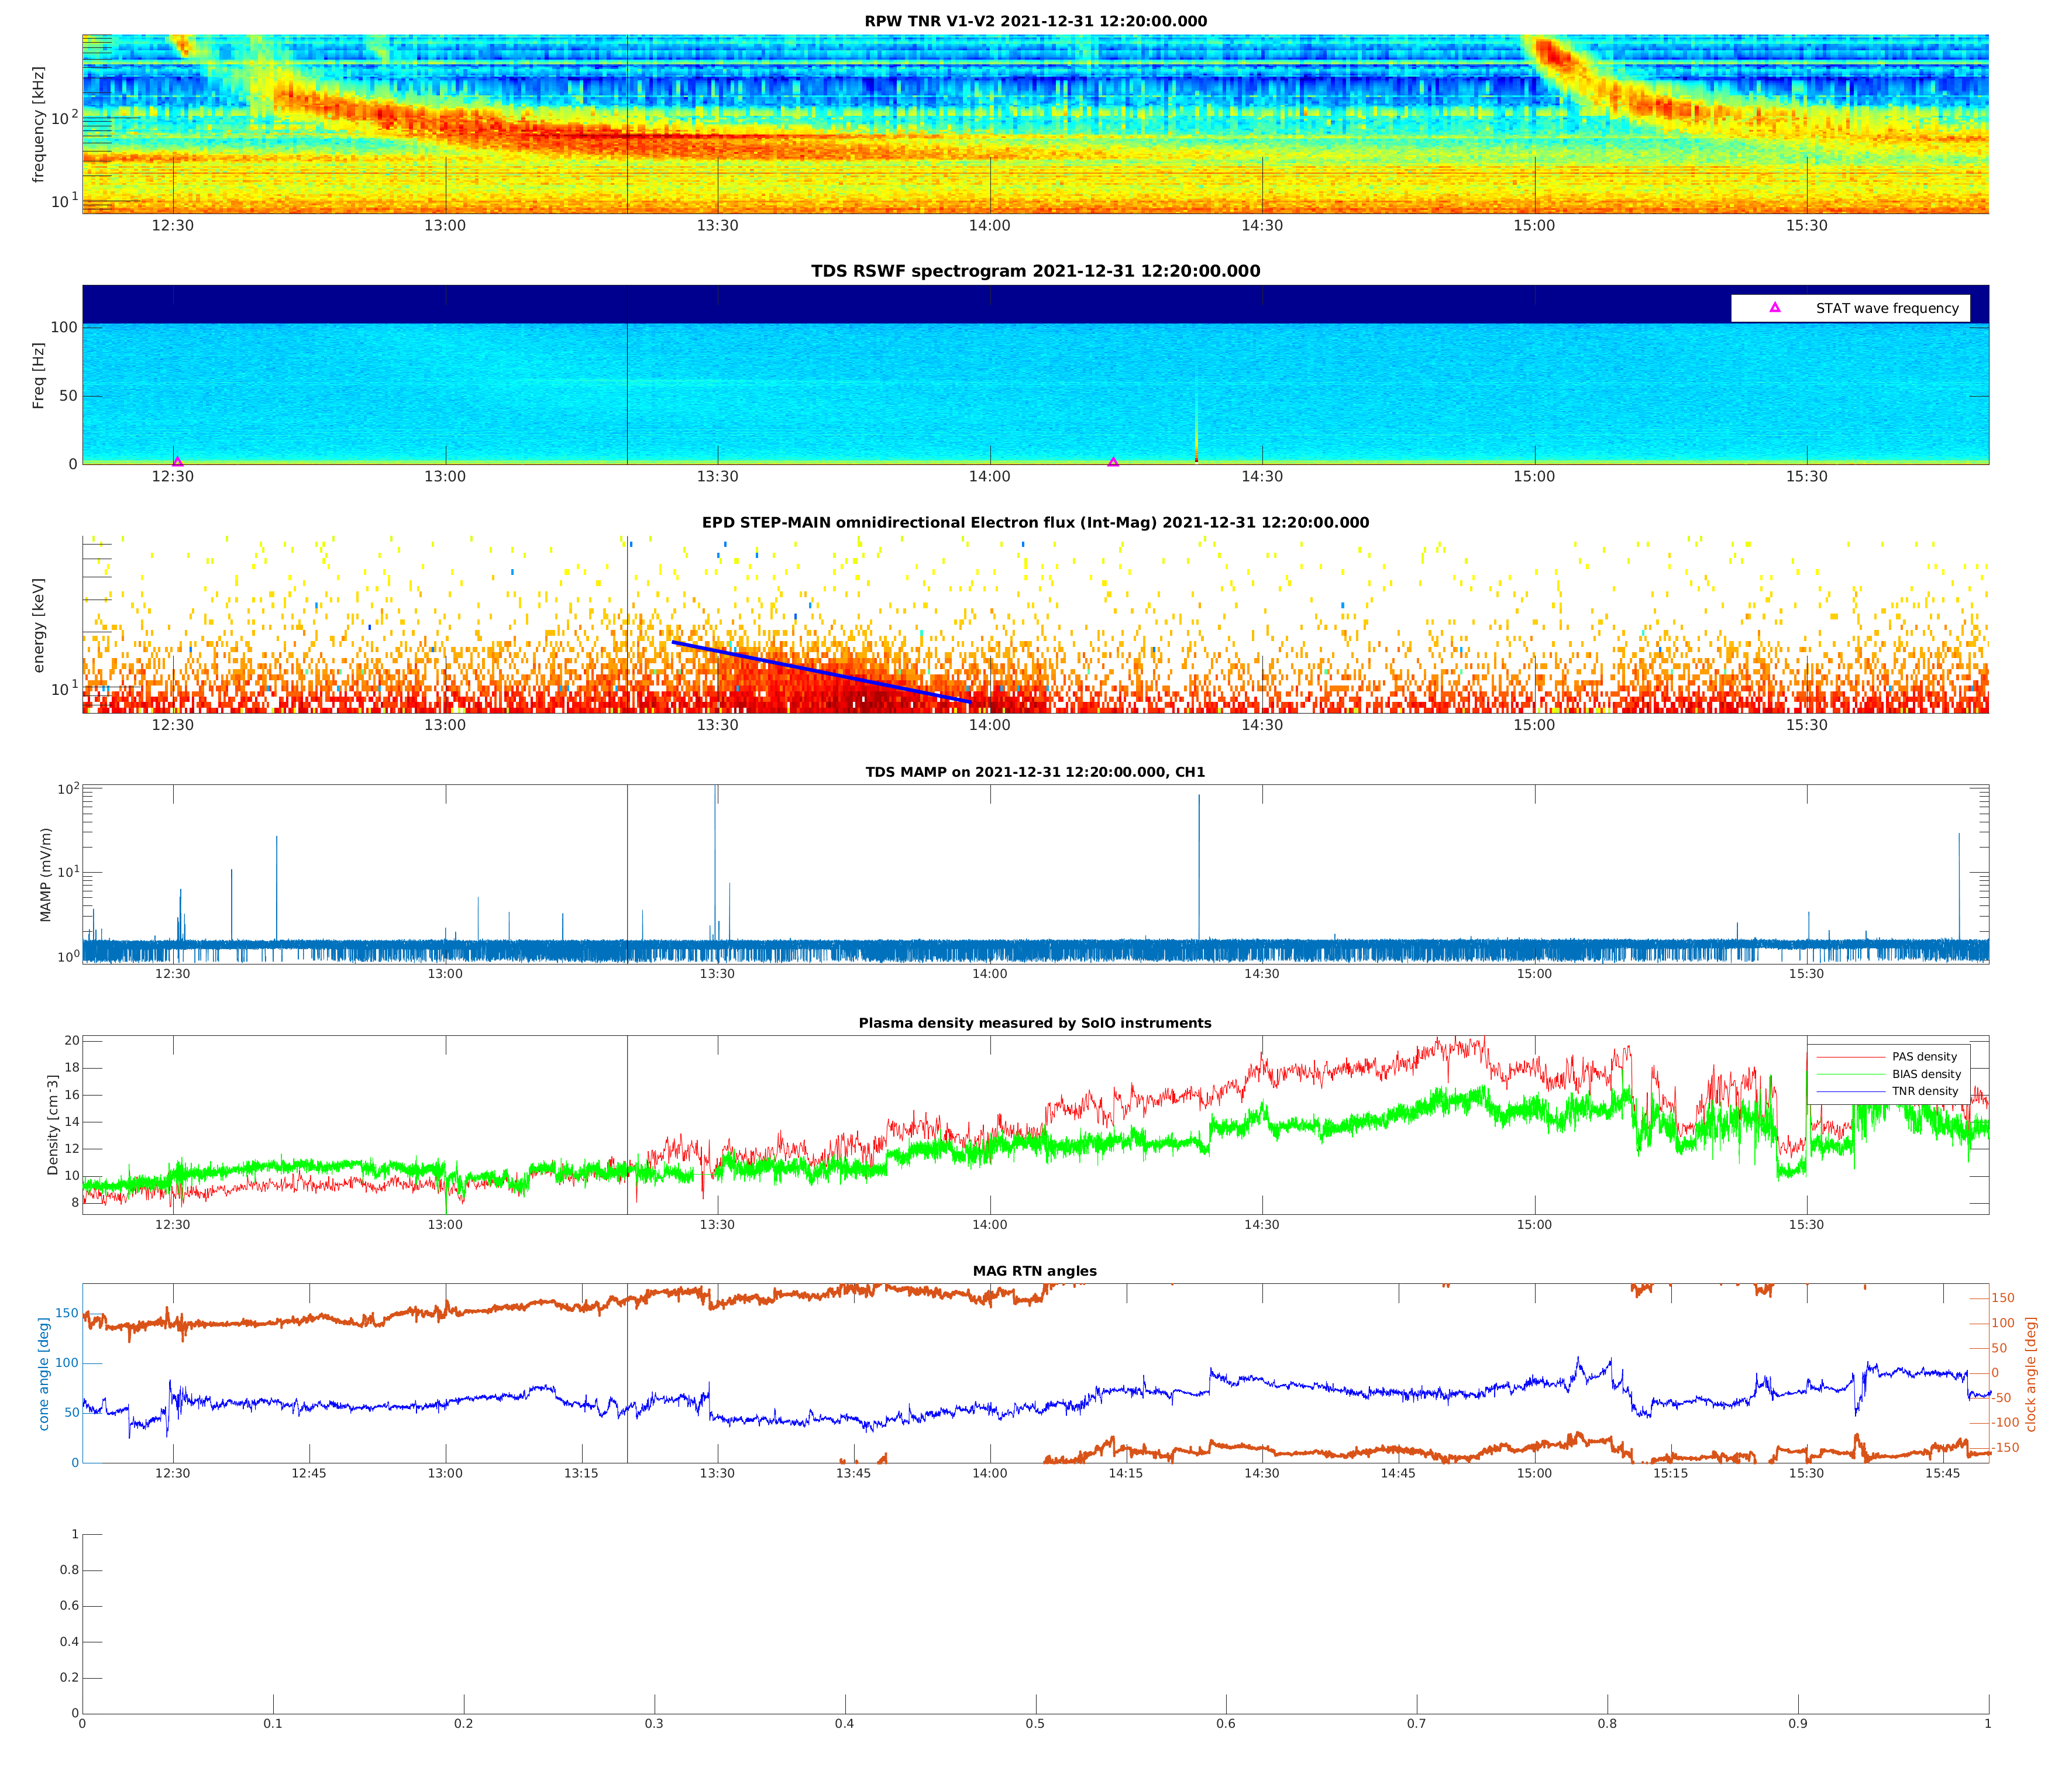 RPW TNR V1-V2 2021-12-31 12:20:00.000
frequency [kHz]
10^2
10^1
12:30 13:00 13:30 14:00 14:30 15:00 15:30
TDS RSWF spectrogram 2021-12-31 12:20:00.000
STAT wave frequency
Freq [Hz]
100
50
0
12:30 13:00 13:30 14:00 14:30 15:00 15:30
EPD STEP-MAIN omnidirectional Electron flux (Int-Mag) 2021-12-31 12:20:00.000
energy [keV]
10^1
12:30 13:00 13:30 14:00 14:30 15:00 15:30
TDS MAMP on 2021-12-31 12:20:00.000, CH1
MAMP (mV/m)
10^2
10^1
10^0
12:30 13:00 13:30 14:00 14:30 15:00 15:30
Plasma density measured by SolO instruments
Density [cm^-3]
20
18
16
14
12
10
8
PAS density
BIAS density
TNR density
12:30 13:00 13:30 14:00 14:30 15:00 15:30
MAG RTN angles
cone angle [deg]
150
100
50
0
clock angle [deg]
150
100
50
0
-50
-100
-150
12:30 12:45 13:00 13:15 13:30 13:45 14:00 14:15 14:30 14:45 15:00 15:15 15:30 15:45
1
0.8
0.6
0.4
0.2
0
0 0.1 0.2 0.3 0.4 0.5 0.6 0.7 0.8 0.9 1